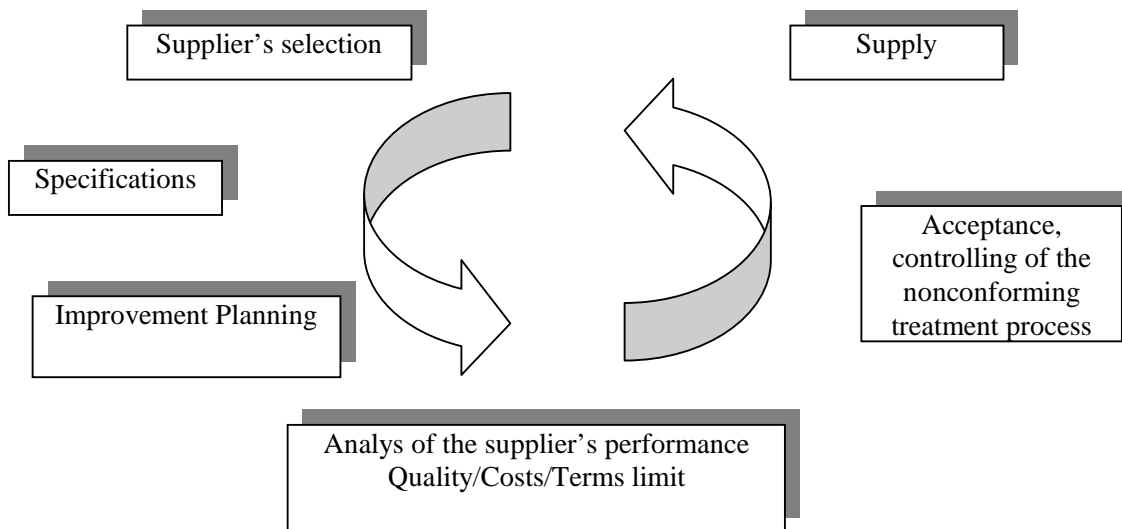 Supplier’s selection
Supply
Specifications
Acceptance,
controlling of the
nonconforming
treatment process
Improvement Planning
Analys of the supplier’s performance
Quality/Costs/Terms limit